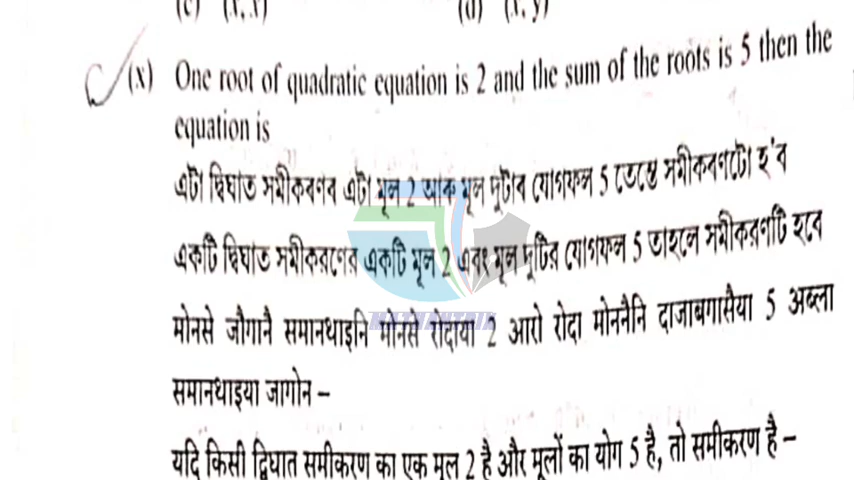 (c) (x, x) (d) (x, y)
(x) One root of quadratic equation is 2 and the sum of the roots is 5 then the
equation is
এটা দ্বিঘাত সমীকৰণৰ এটা মূল 2 আৰু মূল দুটাৰ যোগফল 5 তেন্তে সমীকৰণটো হ'ব
একটি দ্বিঘাত সমীকরণের একটি মূল 2 এবং মূল দুটির যোগফল 5 তাহলে সমীকরণটি হবে
मोनसे जौगानै समानथाइनि मोनसे रोदाया 2 आरो रोदा मोननैनि दाजाबगासैया 5 अब्ला
समानथाइया जागोन –
यदि किसी द्विघात समीकरण का एक मूल 2 है और मूलों का योग 5 है, तो समीकरण है –